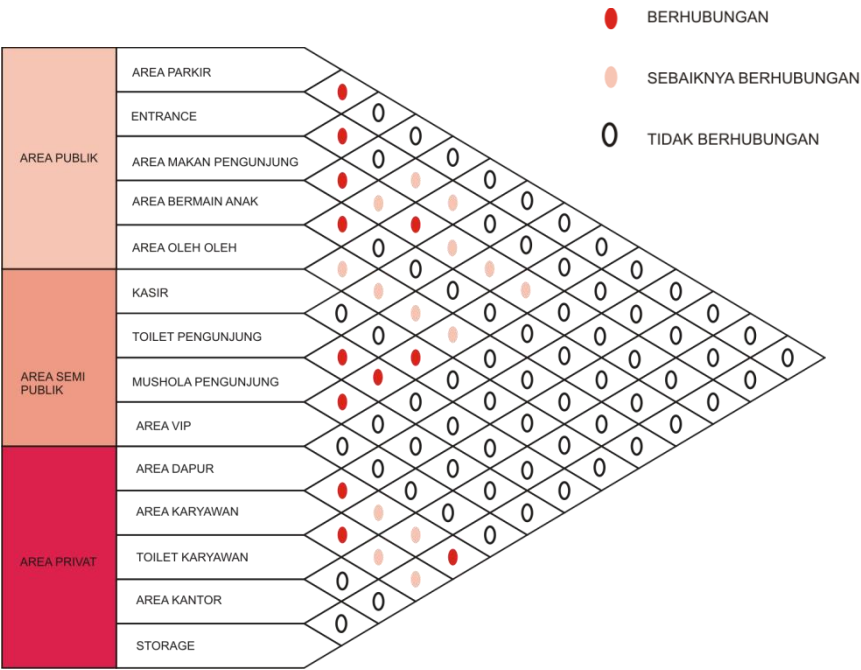 BERHUBUNGAN
SEBAIKNYA BERHUBUNGAN
TIDAK BERHUBUNGAN
AREA PUBLIK
AREA PARKIR
ENTRANCE
AREA MAKAN PENGUNJUNG
AREA BERMAIN ANAK
AREA OLEH OLEH
AREA SEMI
PUBLIK
KASIR
TOILET PENGUNJUNG
MUSHOLA PENGUNJUNG
AREA VIP
AREA PRIVAT
AREA DAPUR
AREA KARYAWAN
TOILET KARYAWAN
AREA KANTOR
STORAGE